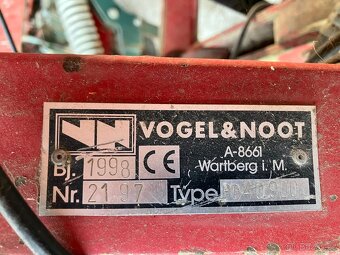 VOGEL&NOOT
A-8661
Wartberg i. M.
Bj. 1998 CE
Nr. 21 97 Type